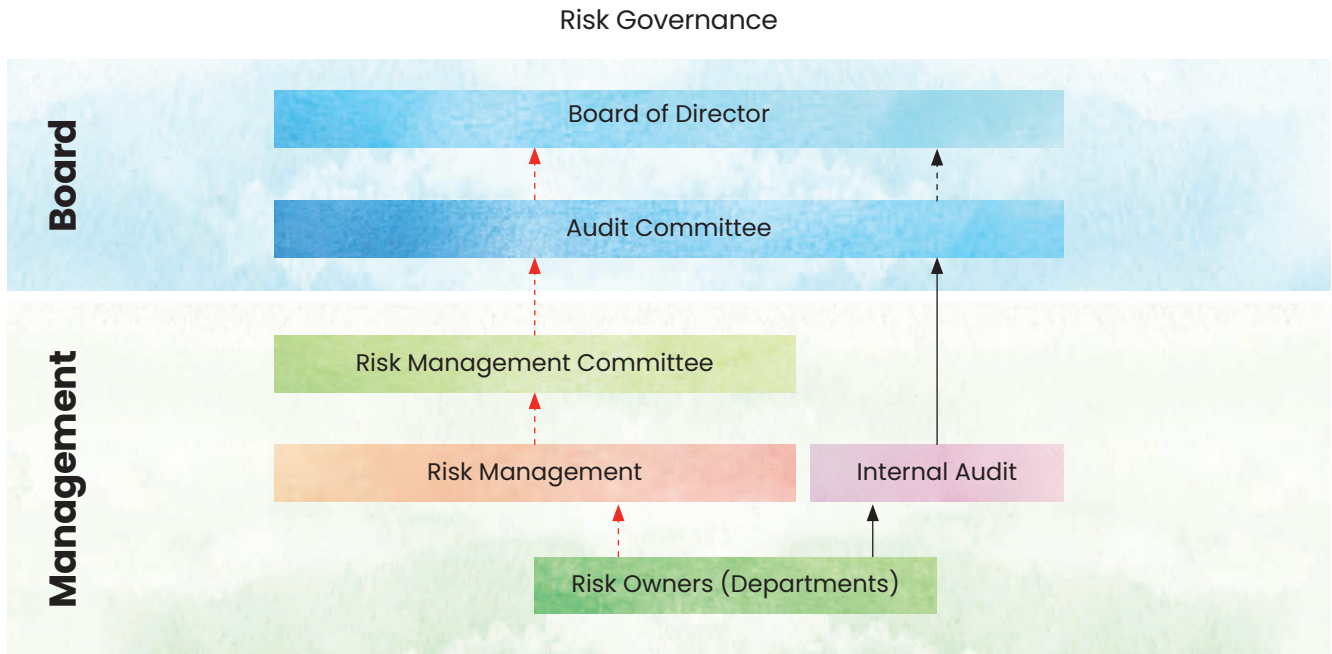 Risk Governance
Board
Board of Director
Audit Committee
Management
Risk Management Committee
Risk Management
Internal Audit
Risk Owners (Departments)